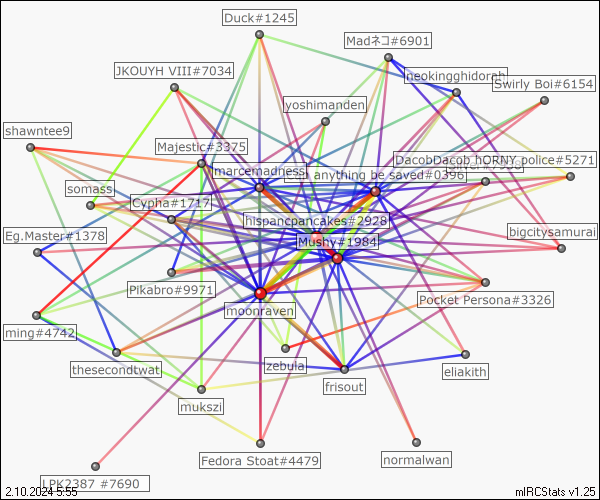 Duck#1245
Madネコ#6901
JKOUYH VIII#7034
neokingghidorah
Swirly Boi#6154
yoshimanden
shawntee9
Majestic#3375
DacobDacob hORNY police#5271
marcemadness
anything be saved#0396
somass
Cypha#1717
hispancpancakes#2928
bigcitysamurai
Eg.Master#1378
Mushy#1984
Pikabro#9971
Pocket Persona#3326
moonraven
ming#4742
thesecondtwat
zebula
eliakith
frisout
mukszi
Fedora Stoat#4479
normalwan
LPK2387 #7690
2.10.2024 5:55
mIRCStats v1.25